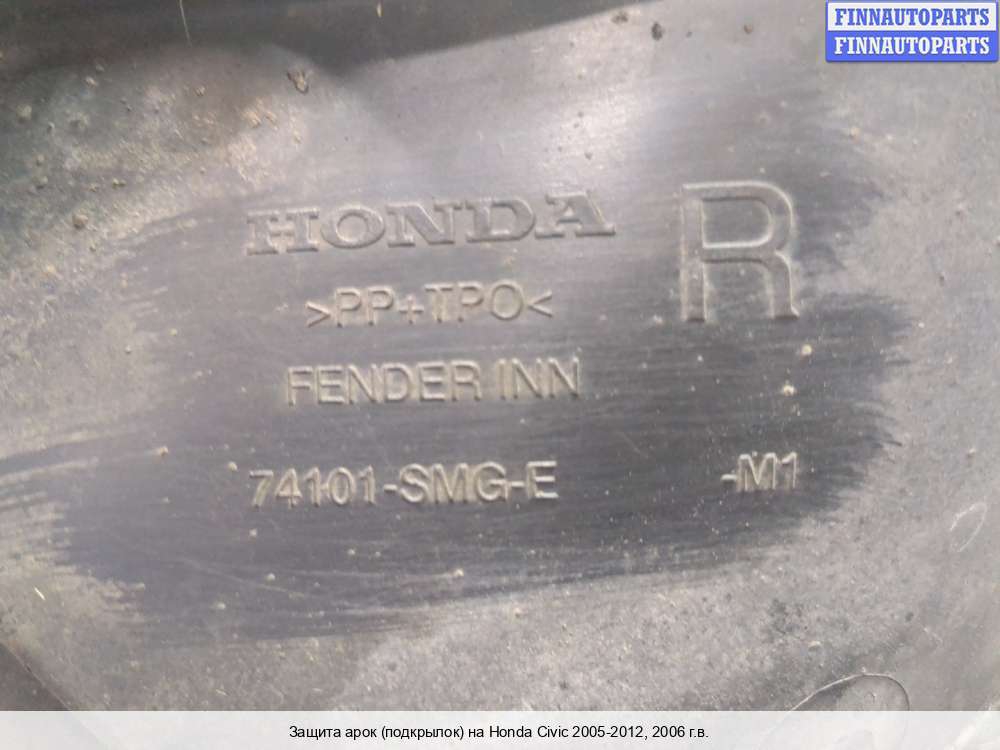 FINNAUTOPARTS
FINNAUTOPARTS
HONDA
R
>PP+TPO<
FENDER INN
74101-SMG-E -M1
Защита арок (подкрылок) на Honda Civic 2005-2012, 2006 г.в.